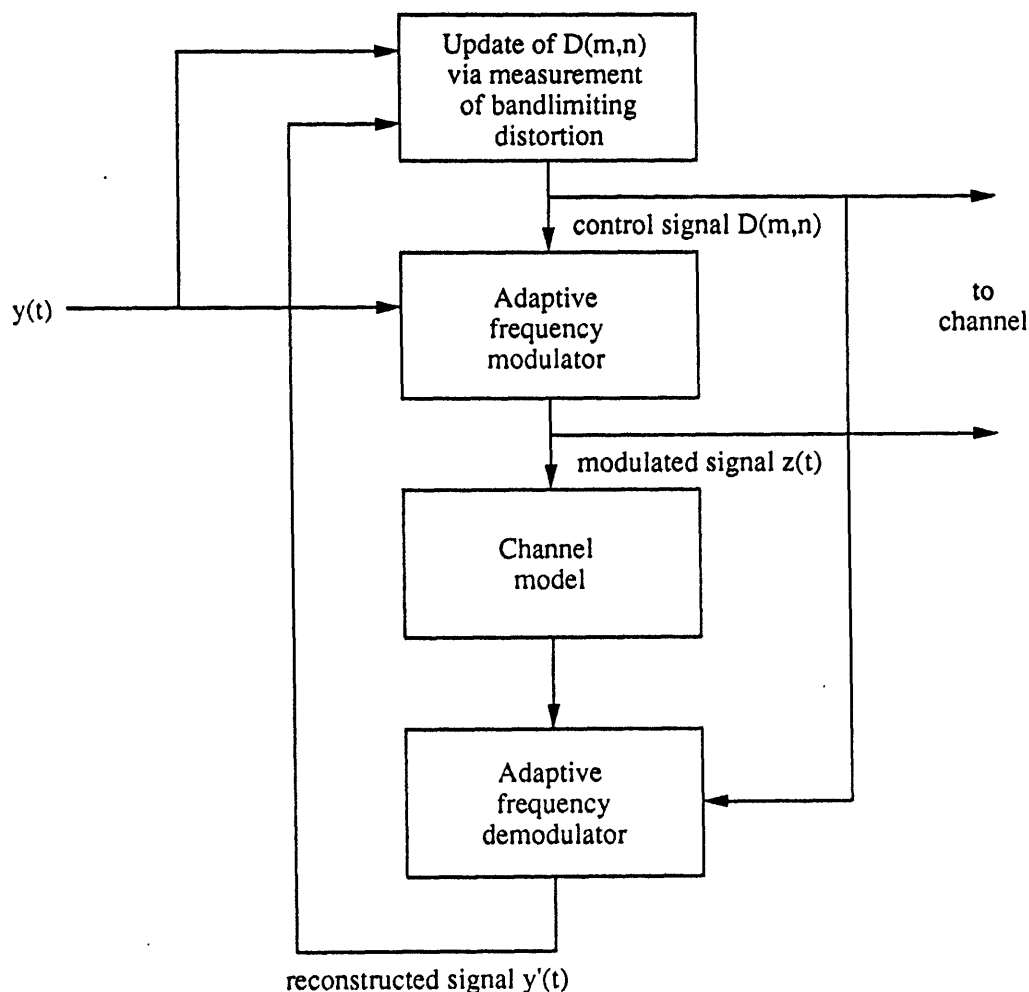 Update of D(m,n)
via measurement
of bandlimiting
distortion
control signal D(m,n)
y(t)
Adaptive
frequency
modulator
to
channel
modulated signal z(t)
Channel
model
Adaptive
frequency
demodulator
reconstructed signal y'(t)